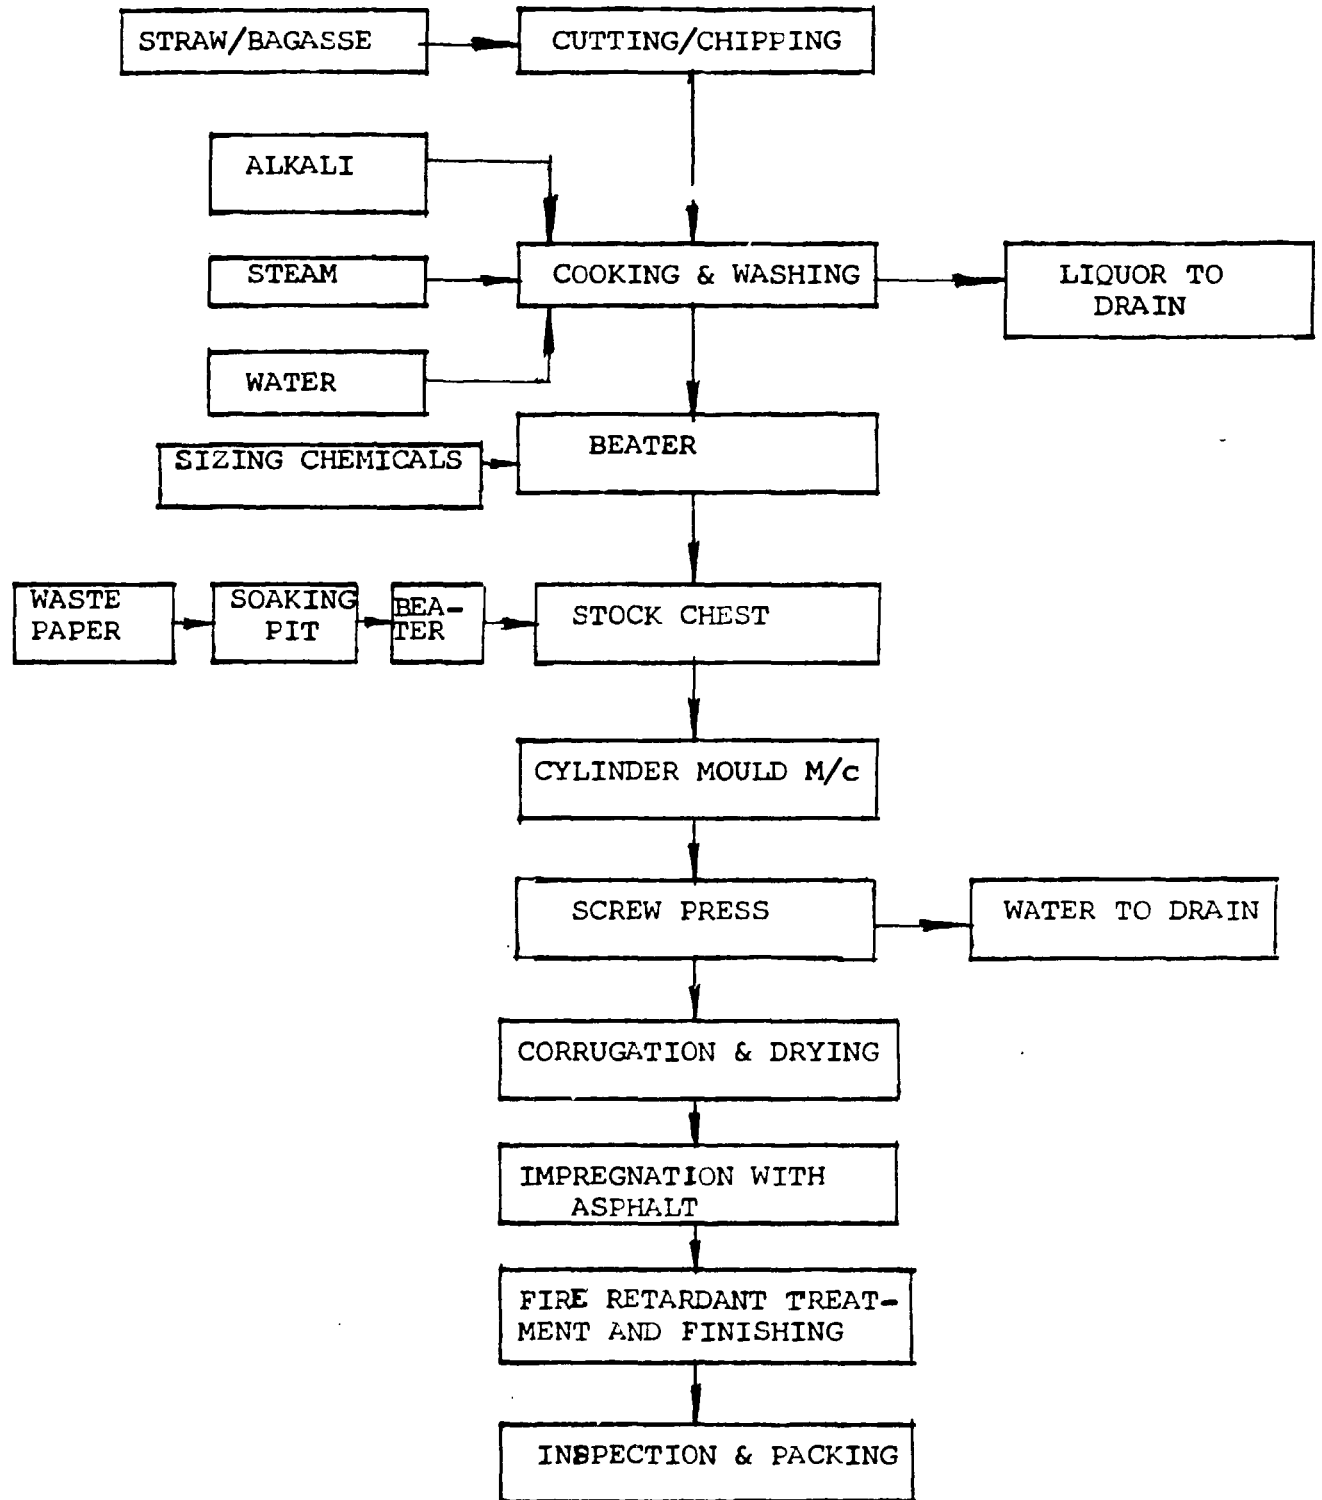 STRAW/BAGASSE
CUTTING/CHIPPING
ALKALI
STEAM
COOKING & WASHING
LIQUOR TO
DRAIN
WATER
BEATER
SIZING CHEMICALS
WASTE
PAPER
SOAKING
PIT
BEA-
TER
STOCK CHEST
CYLINDER MOULD M/c
SCREW PRESS
WATER TO DRAIN
CORRUGATION & DRYING
IMPREGNATION WITH
ASPHALT
FIRE RETARDANT TREAT-
MENT AND FINISHING
INSPECTION & PACKING